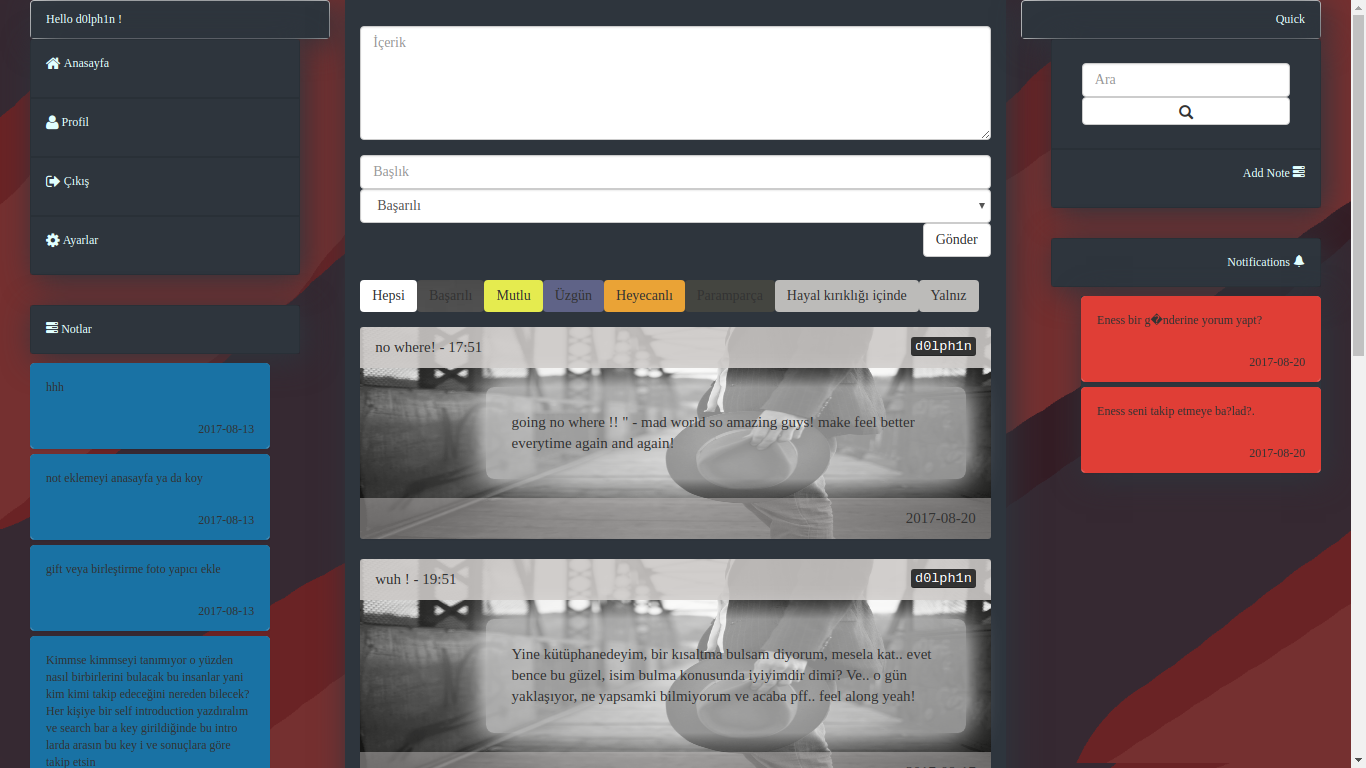 Hello d0lph1n !
Anasayfa
Profil
Çıkış
Ayarlar
Notlar
hhh
2017-08-13
not eklemeyi anasayfa ya da koy
2017-08-13
gift veya birleştirme foto yapıcı ekle
2017-08-13
Kimmse kimmseyi tanımıyor o yüzden
nasıl birbirlerini bulacak bu insanlar yani
kim kimi takip edeceğini nereden bilecek?
Her kişiye bir self introduction yazdıralım
ve search bar a key girildiğinde bu intro
larda arasın bu key i ve sonuçlara göre
takip etsin
İçerik
Başlık
Başarılı
Gönder
Hepsi Başarılı Mutlu Üzgün Heyecanlı Paramparça Hayal kırıklığı içinde Yalnız
no where! - 17:51 d0lph1n
going no where !! " - mad world so amazing guys! make feel better
everytime again and again!
2017-08-20
wuh ! - 19:51 d0lph1n
Yine kütüphanedeyim, bir kısaltma bulsam diyorum, mesela kat.. evet
bence bu güzel, isim bulma konusunda iyiyimdir dimi? Ve.. o gün
yaklaşıyor, ne yapsamki bilmiyorum ve acaba pff.. feel along yeah!
Quick
Ara
Add Note
Notifications
Eness bir g�nderine yorum yapt?
2017-08-20
Eness seni takip etmeye ba?lad?.
2017-08-20